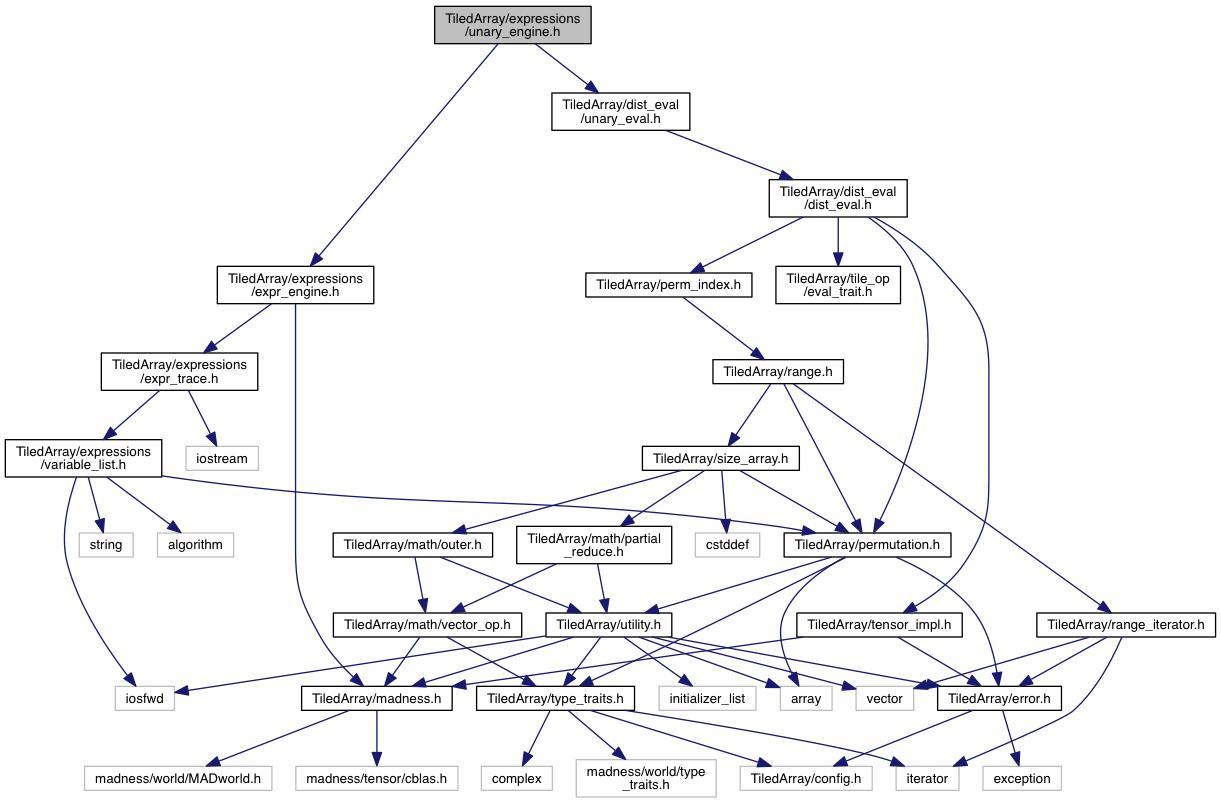 TiledArray/expressions
/unary_engine.h
TiledArray/dist_eval
/unary_eval.h
TiledArray/dist_eval
/dist_eval.h
TiledArray/expressions
/expr_engine.h
TiledArray/perm_index.h
TiledArray/tile_op
/eval_trait.h
TiledArray/expressions
/expr_trace.h
TiledArray/range.h
TiledArray/expressions
/variable_list.h
iostream
TiledArray/size_array.h
string
algorithm
TiledArray/math/outer.h
TiledArray/math/partial
_reduce.h
cstddef
TiledArray/permutation.h
TiledArray/math/vector_op.h
TiledArray/utility.h
TiledArray/tensor_impl.h
TiledArray/range_iterator.h
iosfwd
TiledArray/madness.h
TiledArray/type_traits.h
initializer_list
array
vector
TiledArray/error.h
madness/world/MADworld.h
madness/tensor/cblas.h
complex
madness/world/type
_traits.h
TiledArray/config.h
iterator
exception